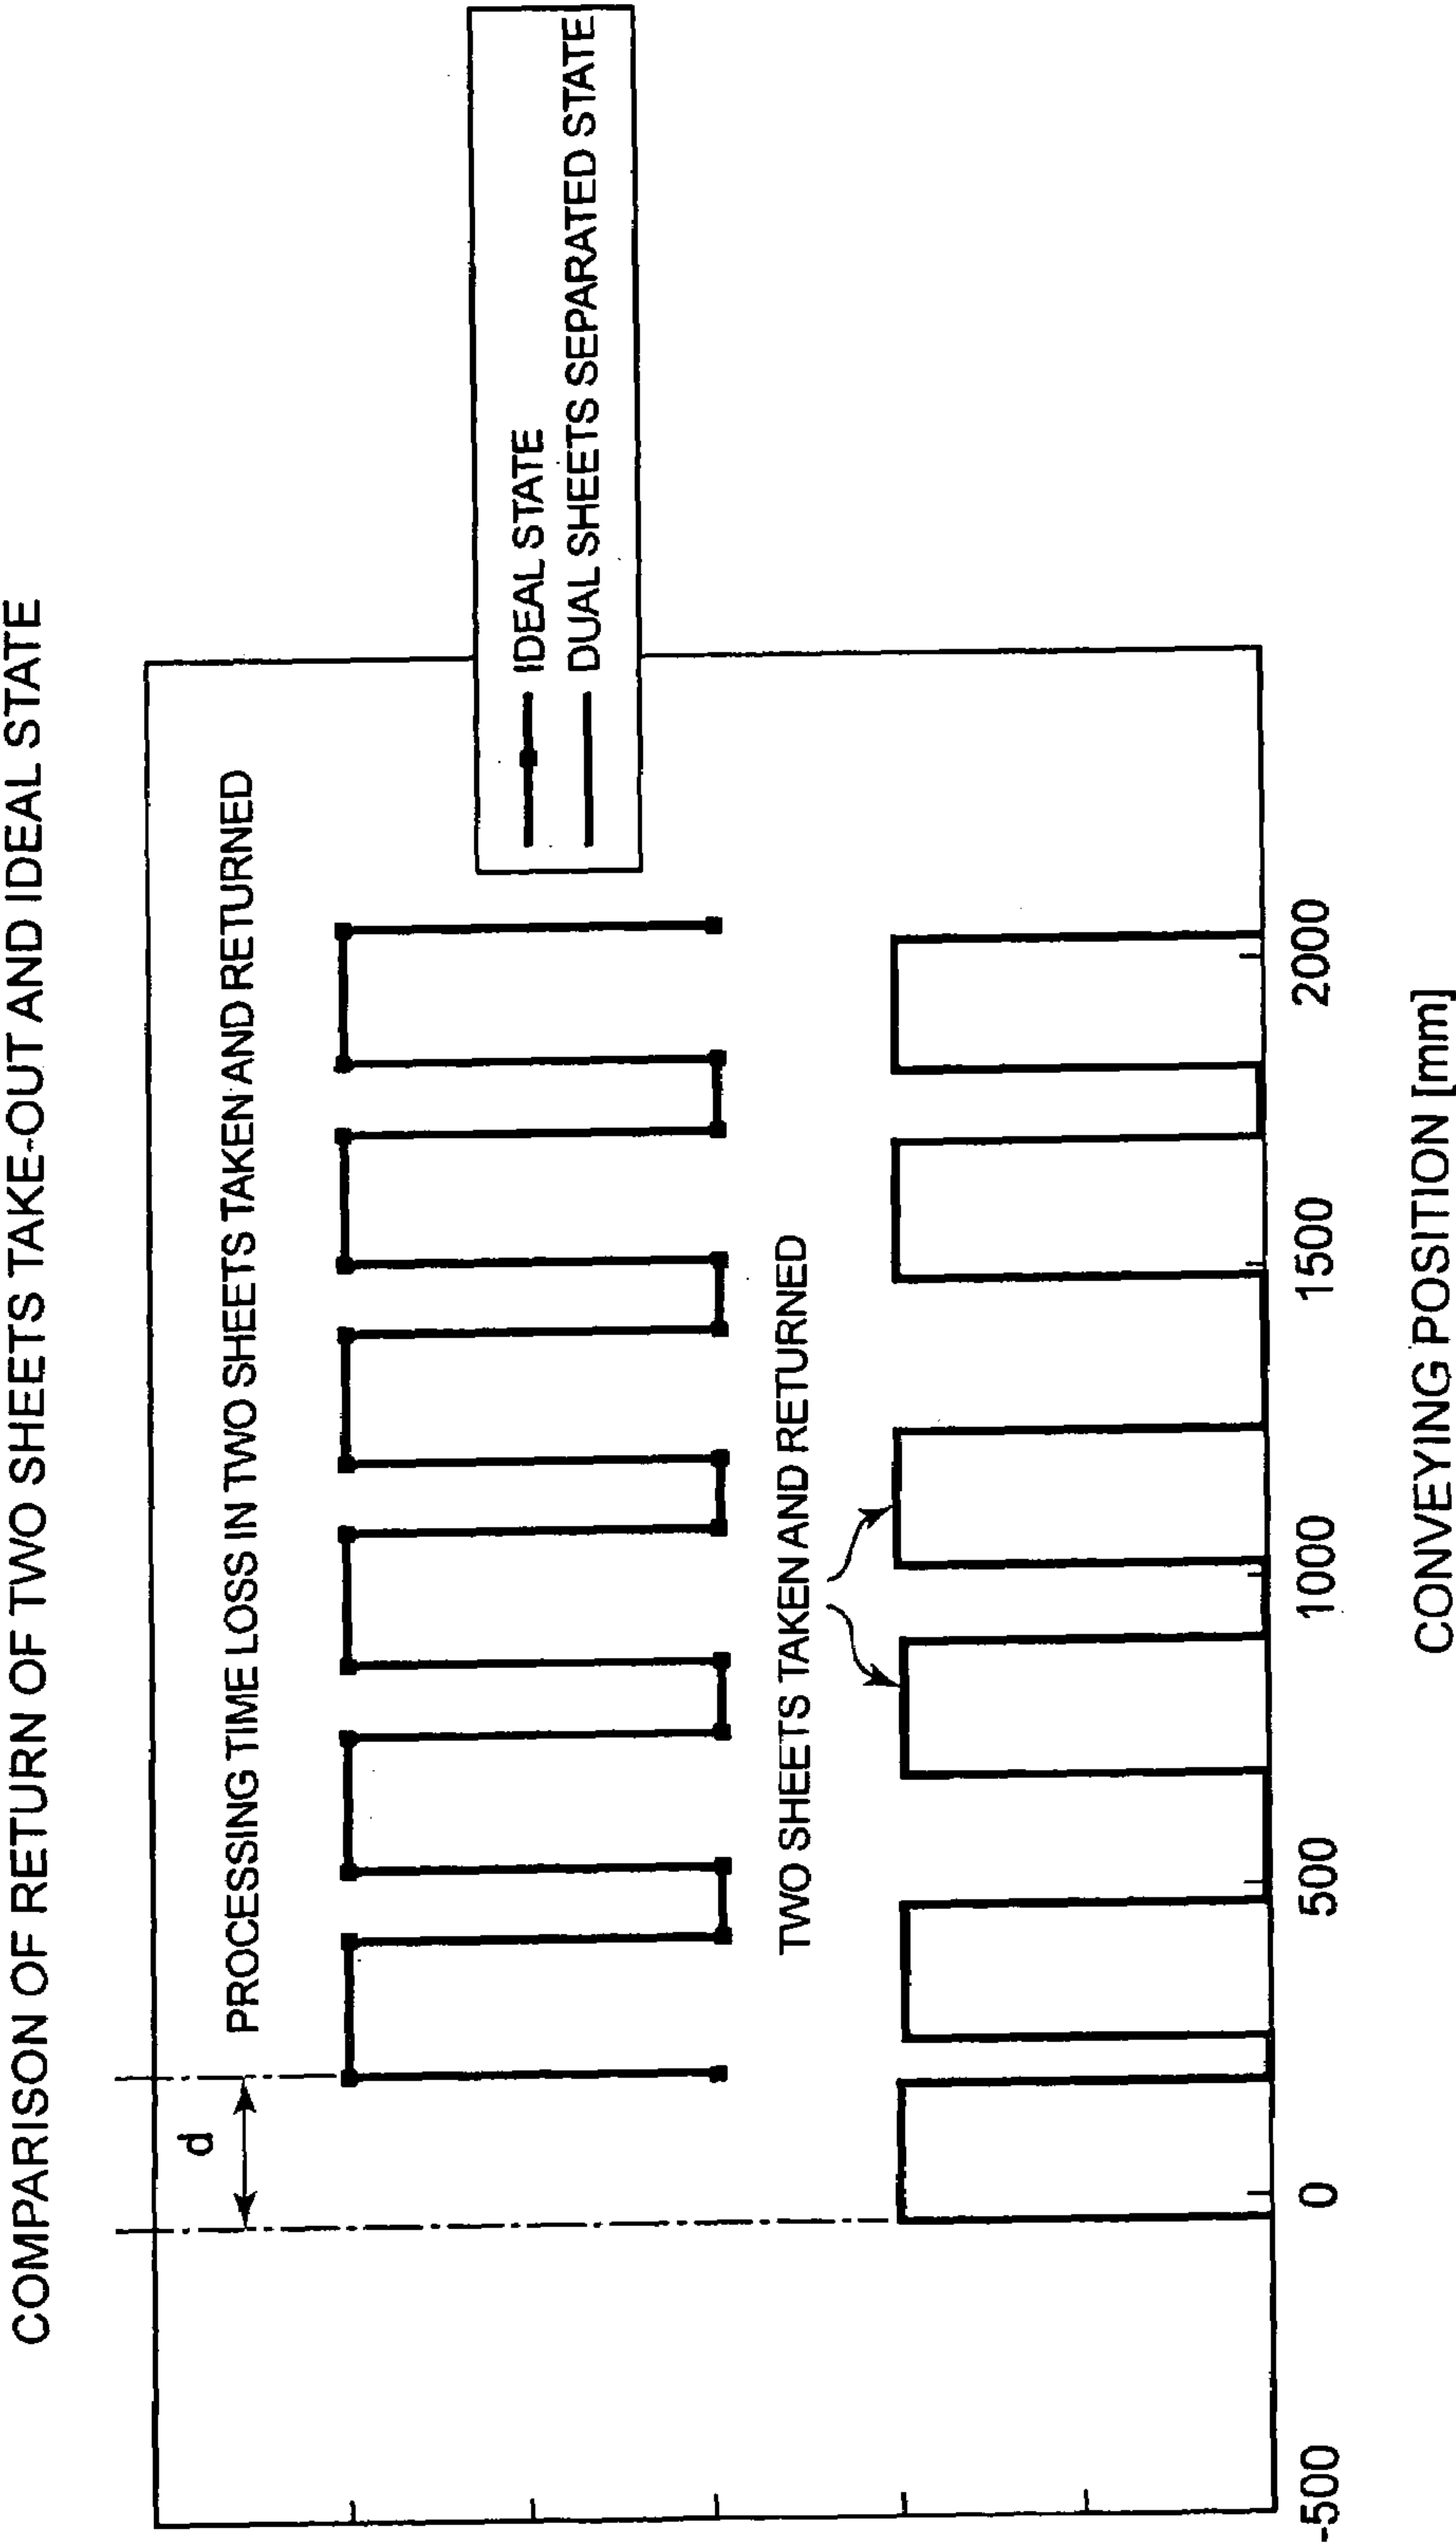 COMPARISON OF RETURN OF TWO SHEETS TAKE-OUT AND IDEAL STATE
d
PROCESSING TIME LOSS IN TWO SHEETS TAKEN AND RETURNED
IDEAL STATE
DUAL SHEETS SEPARATED STATE
TWO SHEETS TAKEN AND RETURNED
-500 0 500 1000 1500 2000
CONVEYING POSITION [mm]